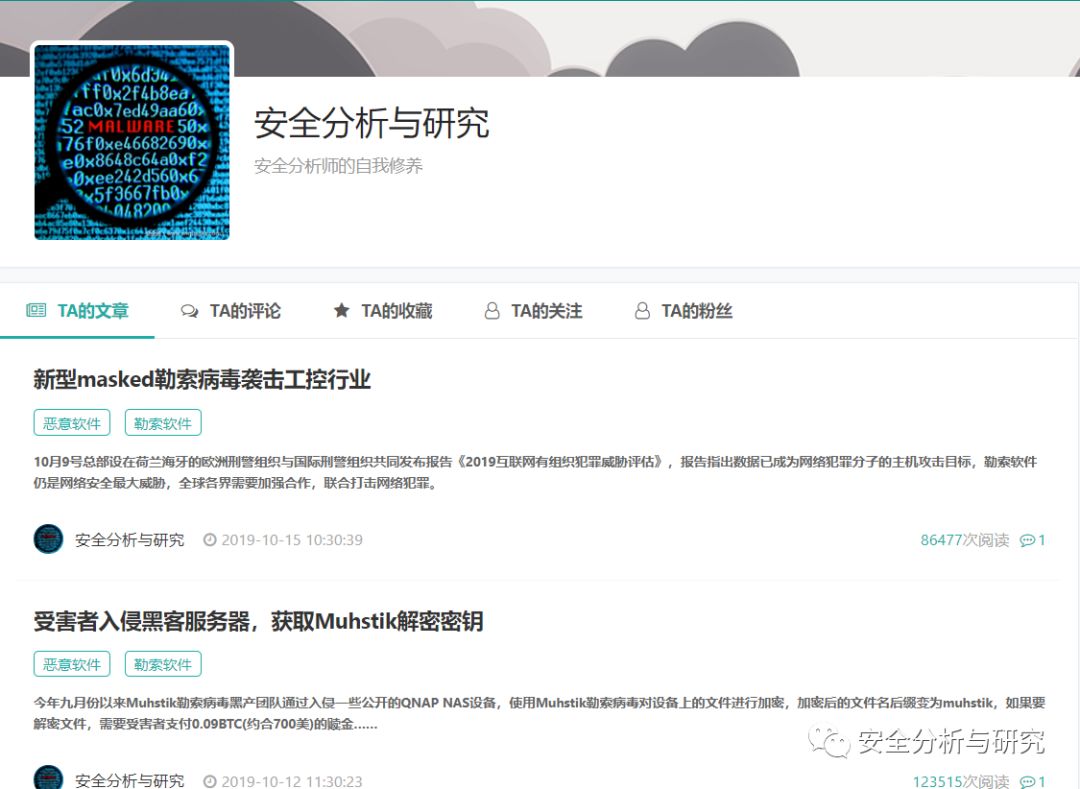 f0x6d34
ff0x2f4b8ea
ac0x7ed49aa60
52 MALWARE 50x
76f0xe46682690x
e0x8648c64a0xf2
0xee242d560x6
x5f3667fb0x
048200
安全分析与研究
安全分析师的自我修养
TA的文章 TA的评论 TA的收藏 TA的关注 TA的粉丝
新型masked勒索病毒袭击工控行业
恶意软件 勒索软件
10月9号总部设在荷兰海牙的欧洲刑警组织与国际刑警组织共同发布报告《2019互联网有组织犯罪威胁评估》，报告指出数据已成为网络犯罪分子的主机攻击目标，勒索软件
仍是网络安全最大威胁，全球各界需要加强合作，联合打击网络犯罪。
安全分析与研究 2019-10-15 10:30:39 86477次阅读 1
受害者入侵黑客服务器，获取Muhstik解密密钥
恶意软件 勒索软件
今年九月份以来Muhstik勒索病毒黑产团队通过入侵一些公开的QNAP NAS设备，使用Muhstik勒索病毒对设备上的文件进行加密，加密后的文件名后缀变为muhstik，如果要
解密文件，需要受害者支付0.09BTC(约合700美)的赎金......
安全分析与研究
安全分析与研究 2019-10-12 11:30:23 123515次阅读 1